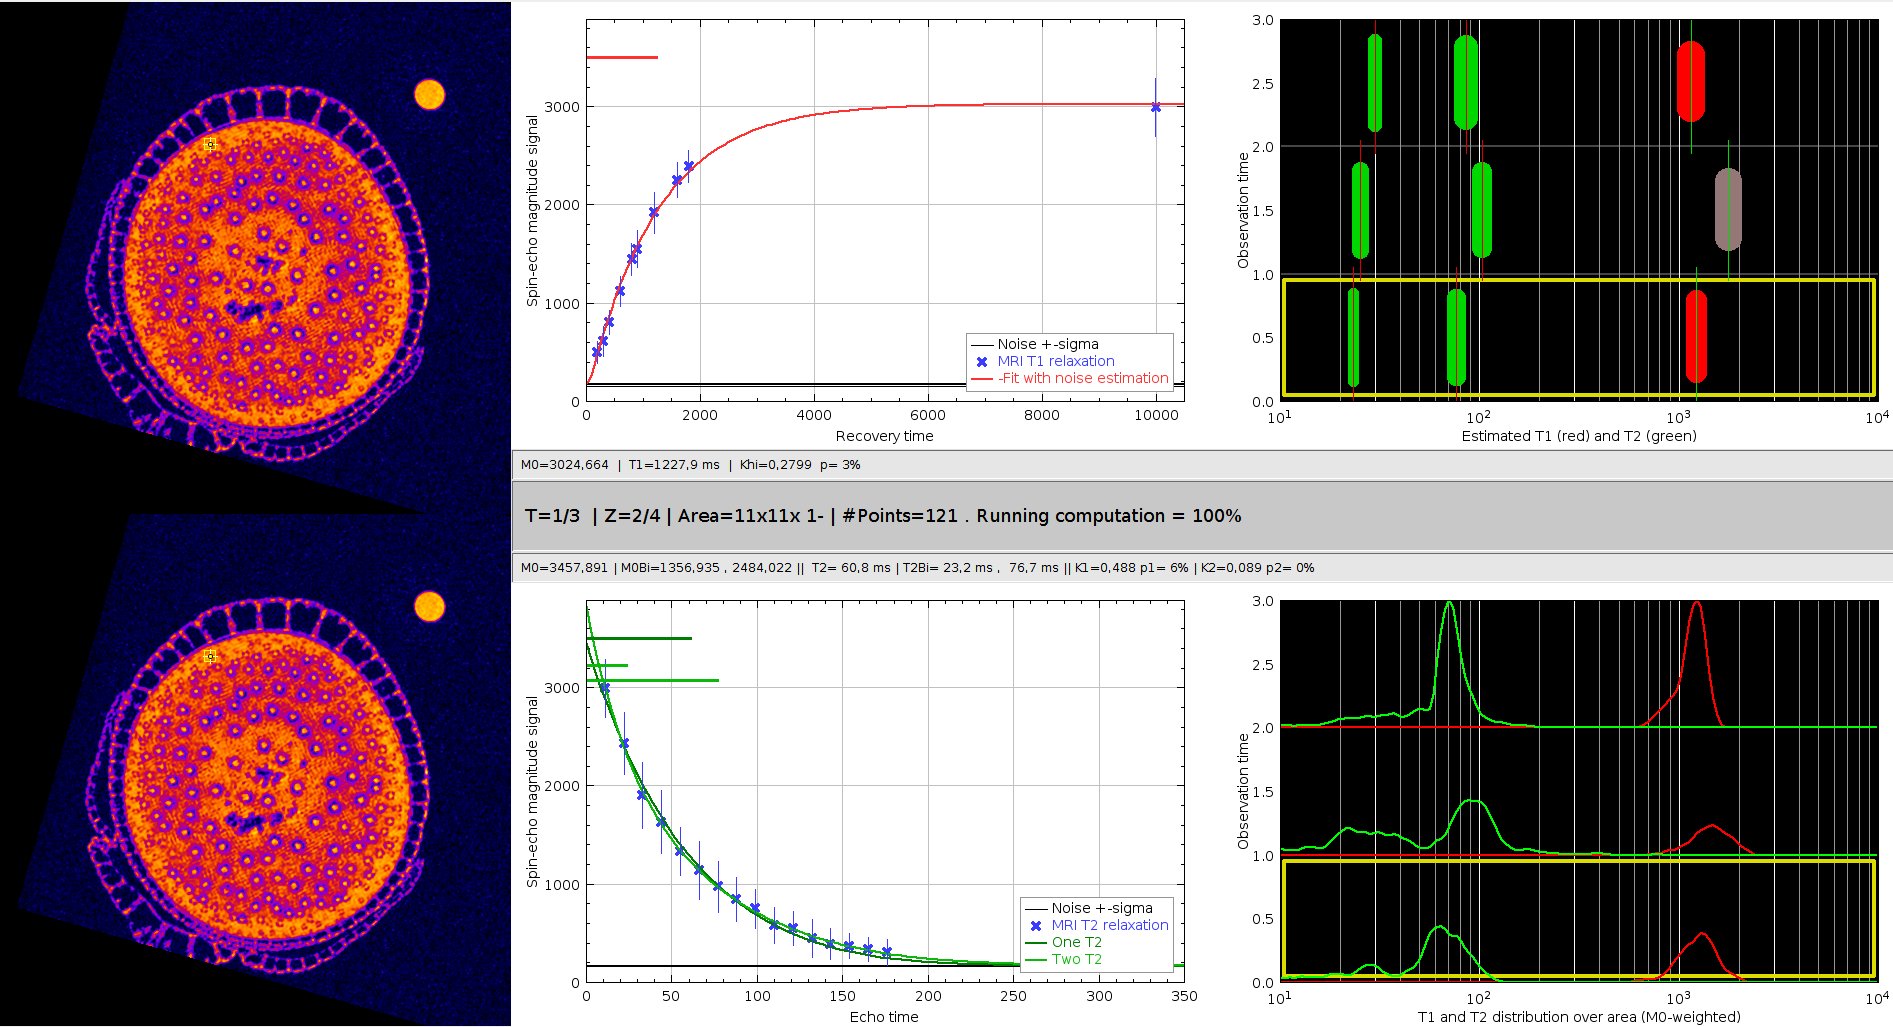 3000
2000
1000
0
0
2000
4000
6000
8000
10000
Spin-echo magnitude signal
Recovery time
Noise +-sigma
MRI T1 relaxation
-Fit with noise estimation
3.0
2.5
2.0
1.5
1.0
0.5
0.0
10^1
10^2
10^3
10^4
Observation time
Estimated T1 (red) and T2 (green)
M0=3024,664 | T1=1227,9 ms | Khi=0,2799 p= 3%
T=1/3 | Z=2/4 | Area=11x11x 1- | #Points=121 . Running computation = 100%
M0=3457,891 | M0Bi=1356,935 , 2484,022 || T2= 60,8 ms | T2Bi= 23,2 ms , 76,7 ms || K1=0,488 p1= 6% | K2=0,089 p2= 0%
3000
2000
1000
0
0
50
100
150
200
250
300
350
Spin-echo magnitude signal
Echo time
Noise +-sigma
MRI T2 relaxation
One T2
Two T2
3.0
2.5
2.0
1.5
1.0
0.5
0.0
10^1
10^2
10^3
10^4
Observation time
T1 and T2 distribution over area (M0-weighted)